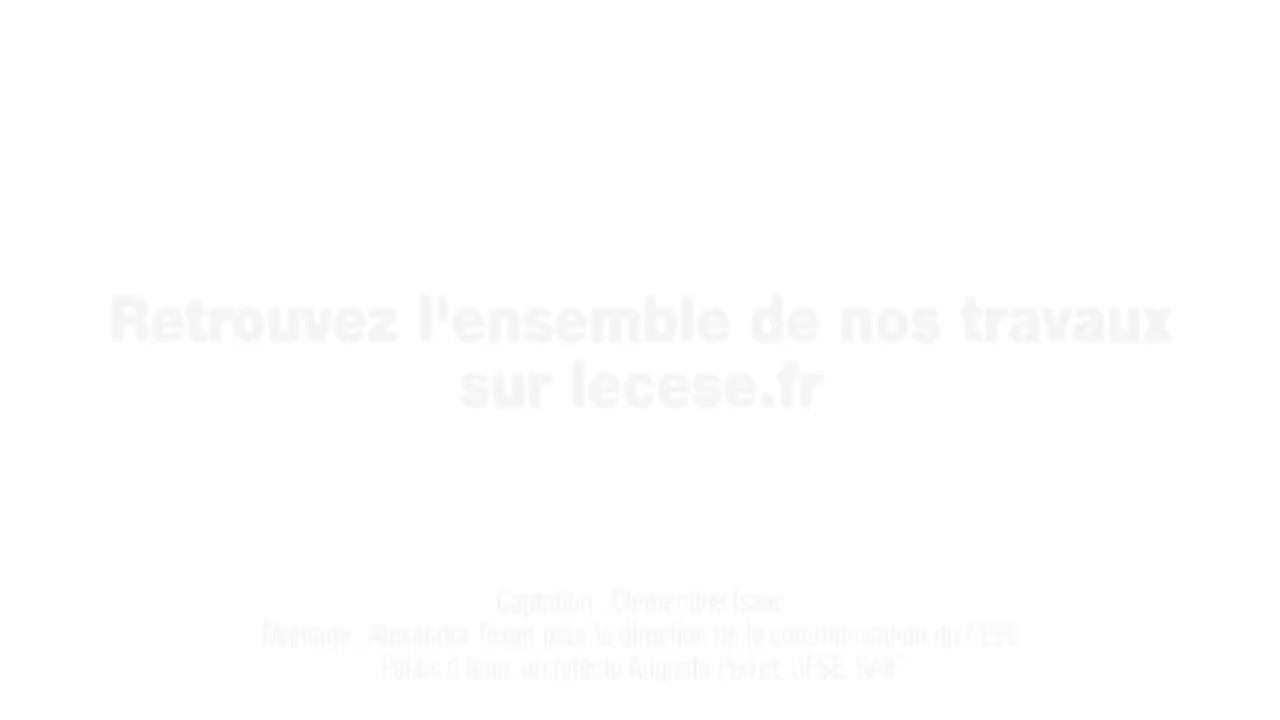 Retrouvez l'ensemble de nos travaux
sur lecese.fr
Captation : Clémentine Isaac
Montage : Alexandre Texier pour la direction de la communication du CESE
Palais d'Iéna, architecte Auguste Perret, UFSE, SAIF